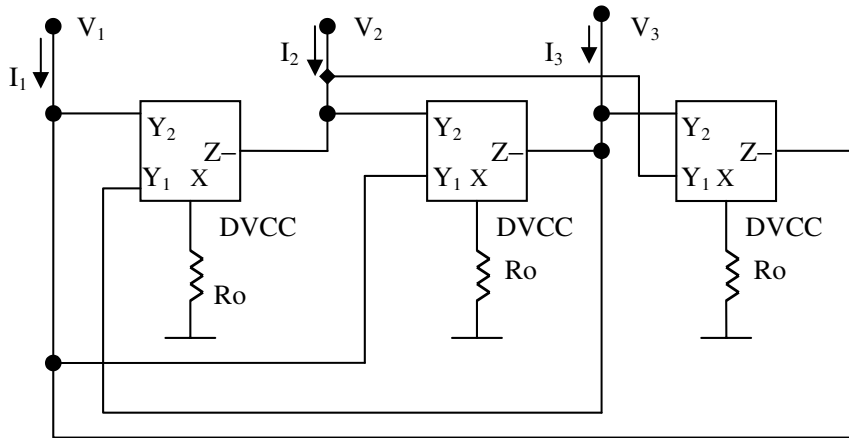 V₁
V₂
V₃
I₁
I₂
I₃
Y₂
Z–
Y₁ X
DVCC
Ro
Y₂
Z-
Y₁ X
DVCC
Ro
Y₂
Z–
Y₁ X
DVCC
Ro